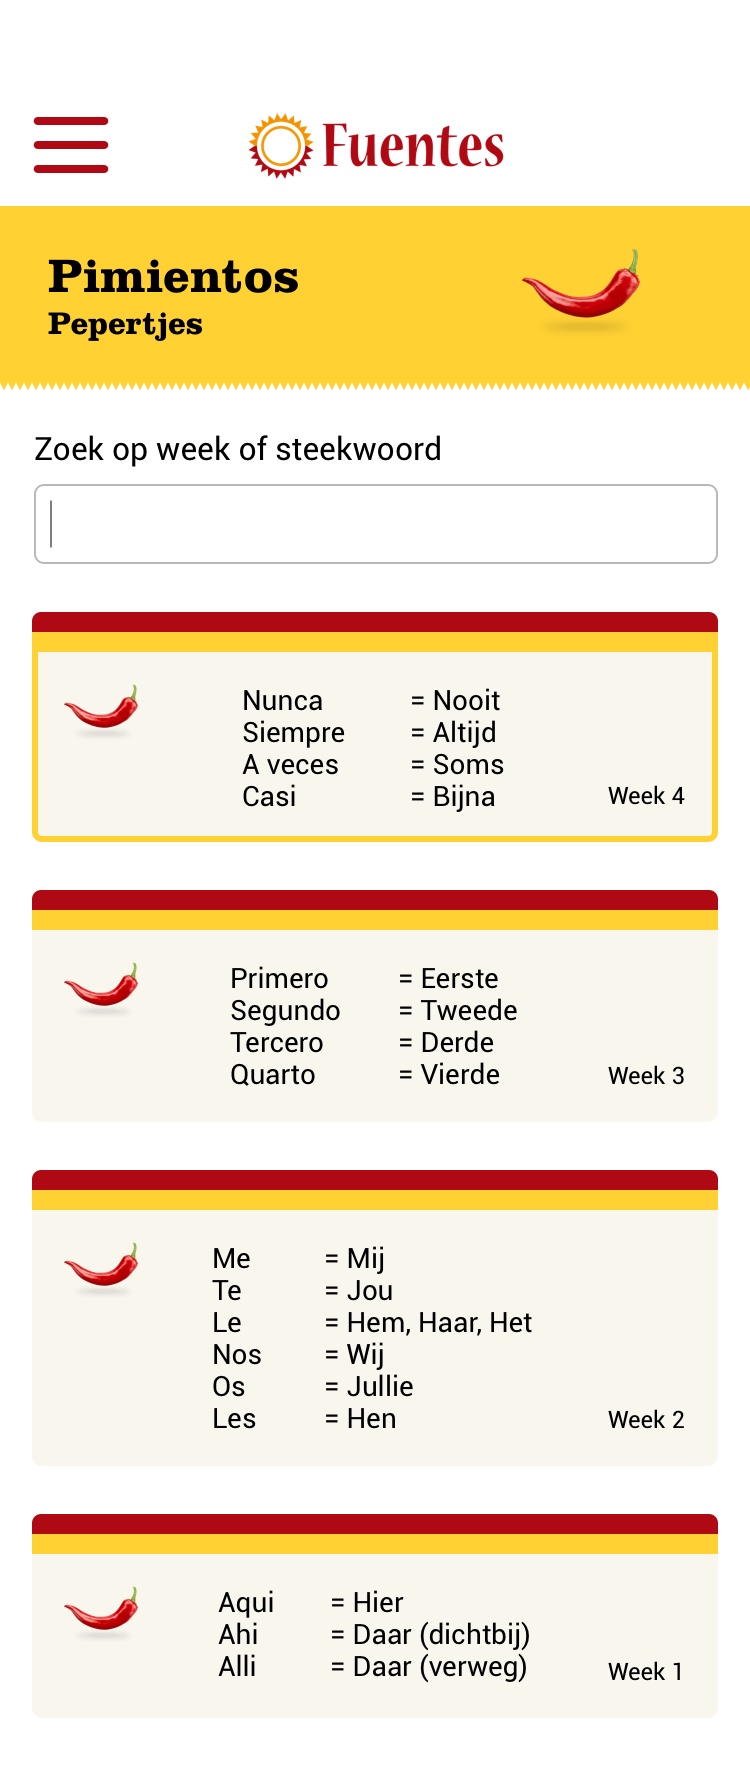 Fuentes
Pimientos
Pepertjes
Zoek op week of steekwoord
Nunca = Nooit
Siempre = Altijd
A veces = Soms
Casi = Bijna
Week 4
Primero = Eerste
Segundo = Tweede
Tercero = Derde
Quarto = Vierde
Week 3
Me = Mij
Te = Jou
Le = Hem, Haar, Het
Nos = Wij
Os = Jullie
Les = Hen
Week 2
Aqui = Hier
Ahi = Daar (dichtbij)
Alli = Daar (verweg)
Week 1